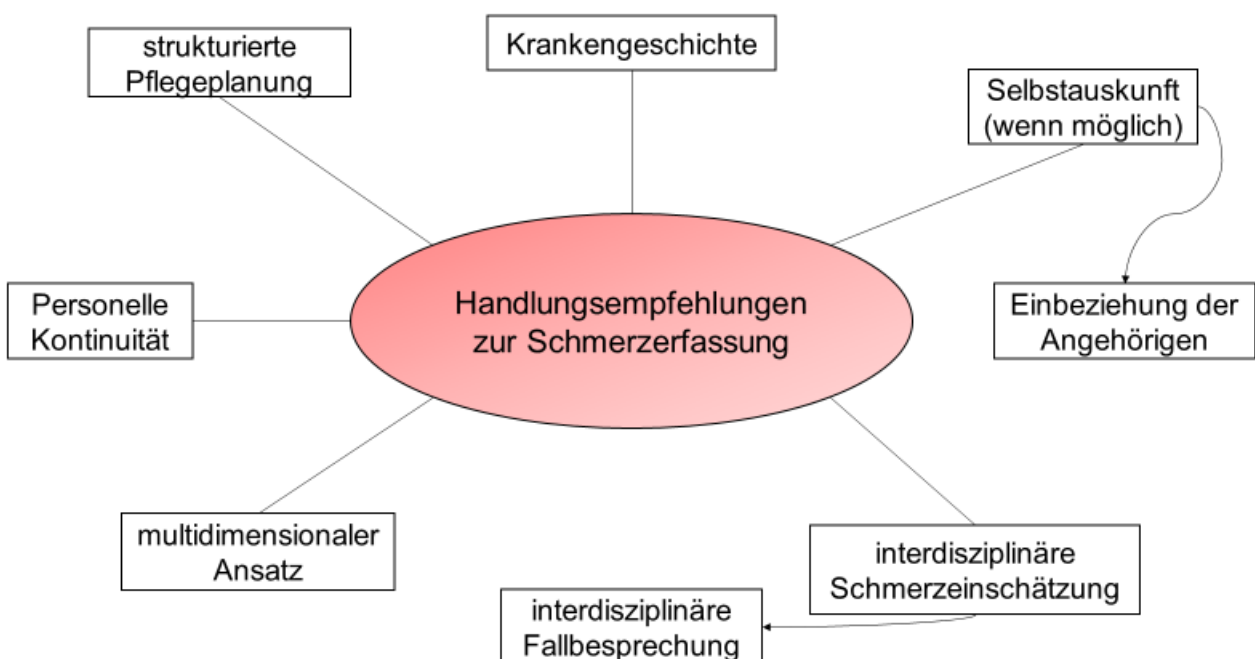 strukturierte
Pflegeplanung
Krankengeschichte
Selbstauskunft
(wenn möglich)
Personelle
Kontinuität
Handlungsempfehlungen
zur Schmerzerfassung
Einbeziehung der
Angehörigen
multidimensionaler
Ansatz
interdisziplinäre
Schmerzeinschätzung
interdisziplinäre
Fallbesprechung